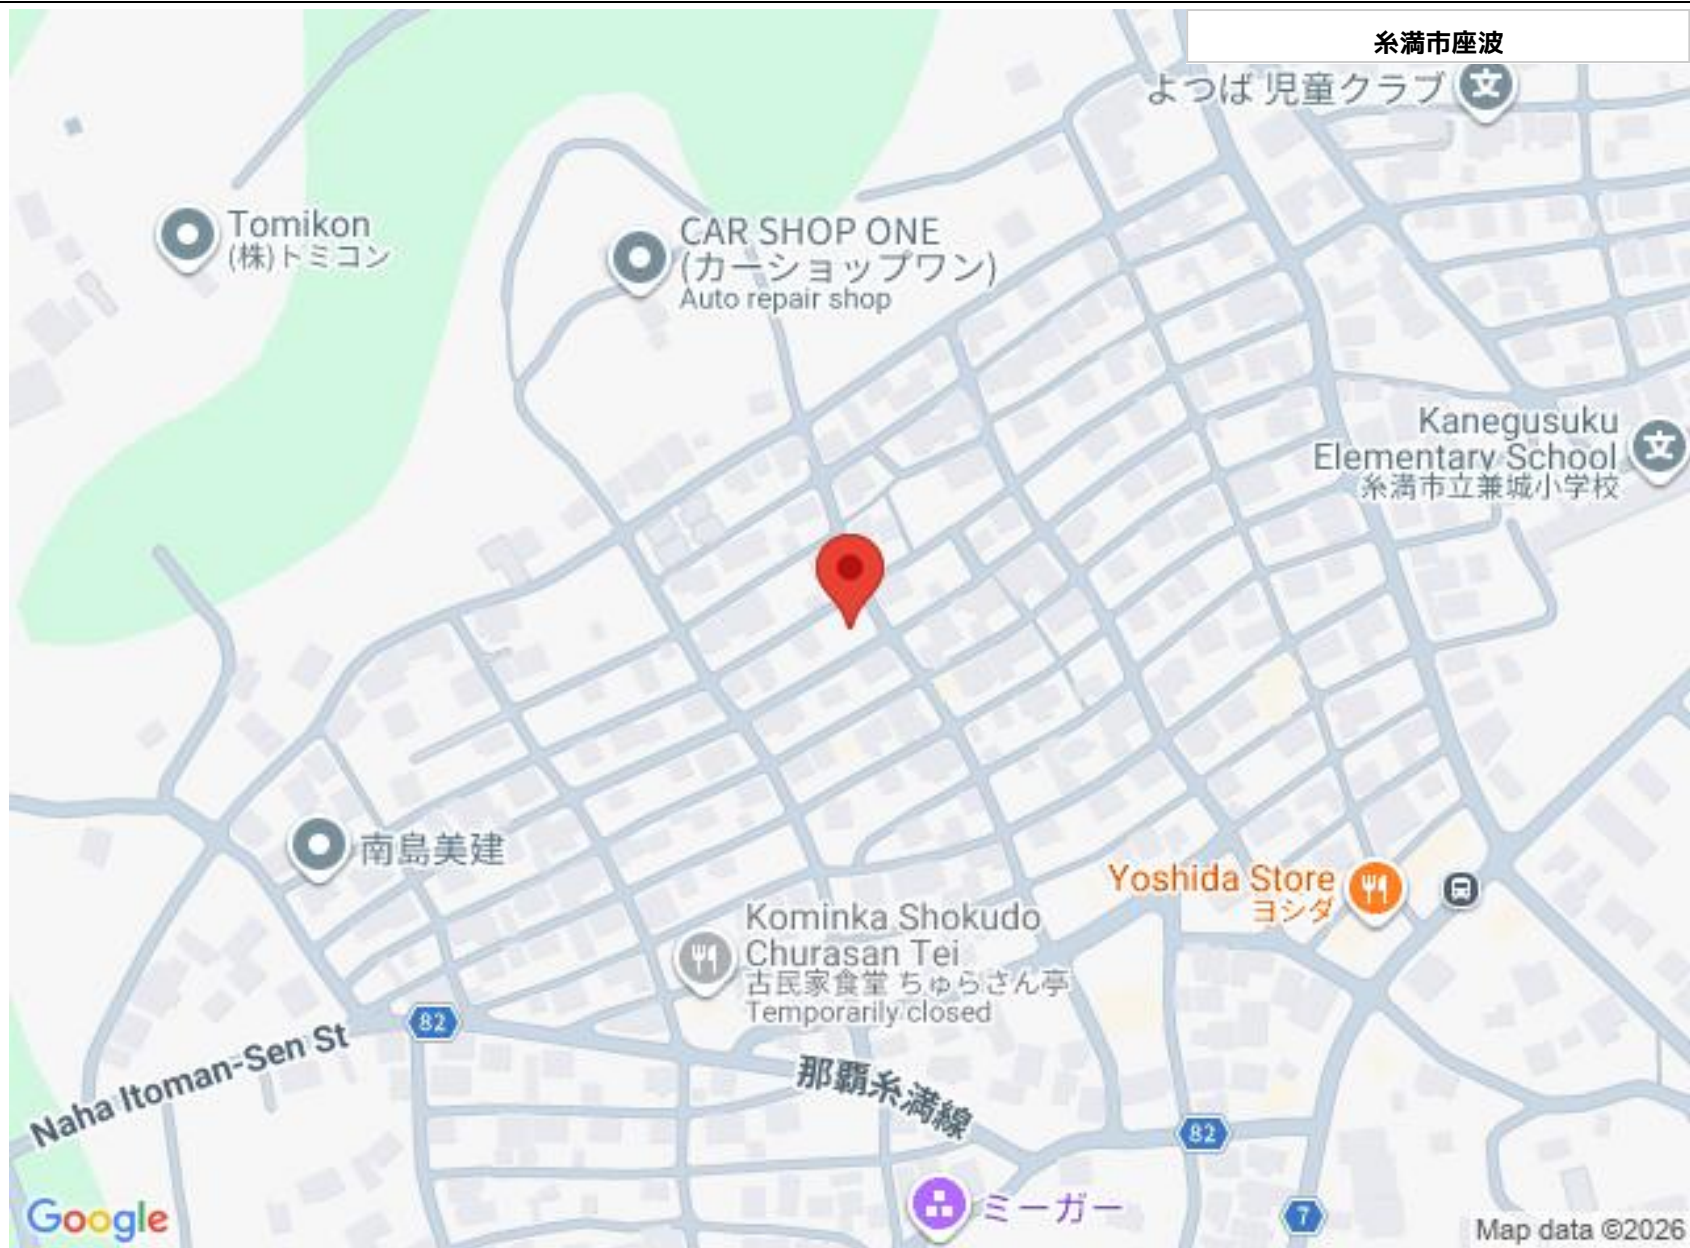 糸満市座波
よつば 児童クラブ
文
Tomikon
(株)トミコン
CAR SHOP ONE
(カーショップワン)
Auto repair shop
Kanegusuku
Elementary School
糸満市立兼城小学校
文
南島美建
Yoshida Store
ヨシダ
Kominka Shokudo
Churasan Tei
古民家食堂 ちゅらさん亭
Temporarily closed
82
Naha Itoman-Sen St
那覇糸満線
82
ミーガー
7
Google
Map data ©2026